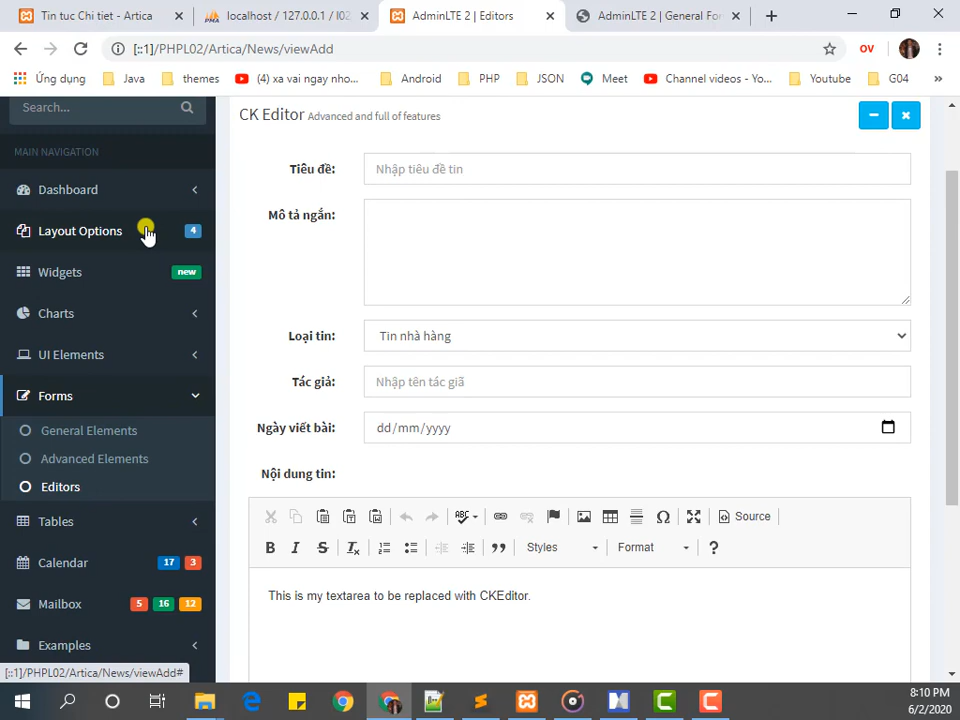 Tin tuc Chi tiet - Artica
localhost / 127.0.0.1 / l02
AdminLTE 2 | Editors
AdminLTE 2 | General For
[::1]/PHPL02/Artica/News/viewAdd
OV
Ứng dụng
Java
themes
(4) xa vai ngay nho...
Android
PHP
JSON
Meet
Channel videos - Yo...
Youtube
G04
»
Search...
CK Editor Advanced and full of features
MAIN NAVIGATION
Dashboard
Layout Options 4
Widgets new
Charts
UI Elements
Forms
General Elements
Advanced Elements
Editors
Tables
Calendar 17 3
Mailbox 5 16 12
Examples
Tiêu đề: Nhập tiêu đề tin
Mô tả ngắn:
Loại tin: Tin nhà hàng
Tác giả: Nhập tên tác giã
Ngày viết bài: dd/mm/yyyy
Nội dung tin:
ABC Source
B I S Tx Styles Format ?
This is my textarea to be replaced with CKEditor.
[::1]/PHPL02/Artica/News/viewAdd#
8:10 PM
6/2/2020